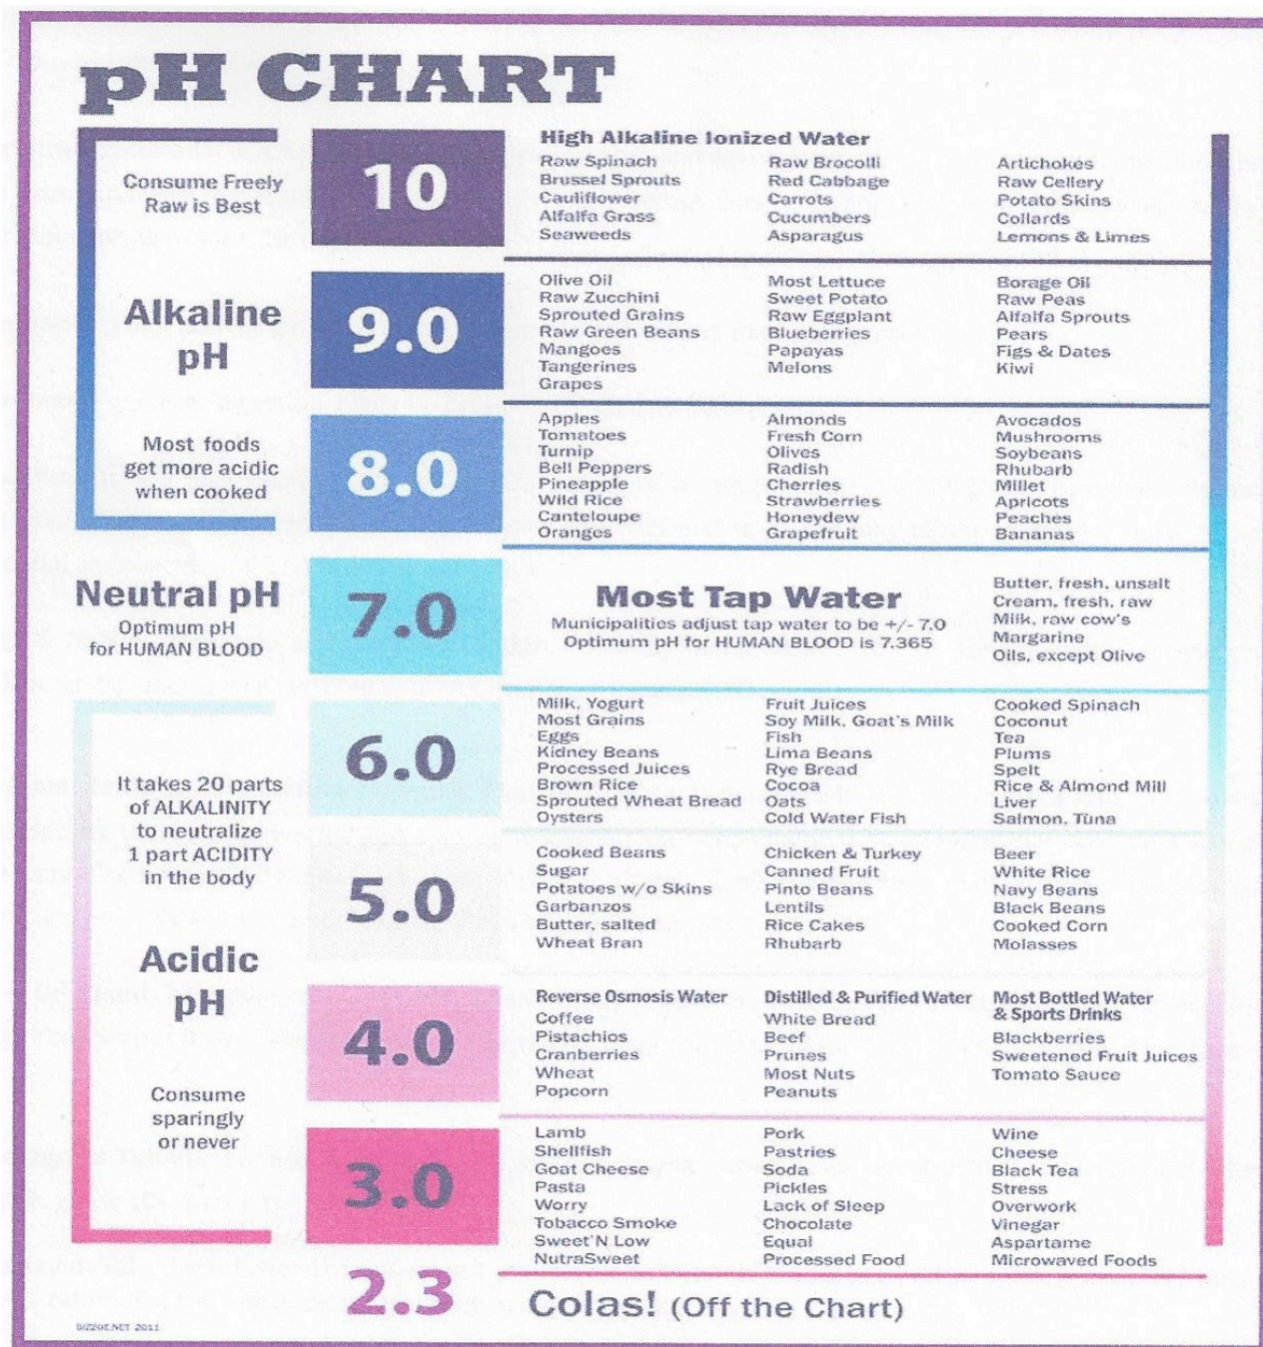 pH CHART
Consume Freely
Raw is Best
Alkaline
pH
Most foods
get more acidic
when cooked
10
High Alkaline Ionized Water
Raw Spinach
Brussel Sprouts
Cauliflower
Alfalfa Grass
Seaweeds
Raw Brocolli
Red Cabbage
Carrots
Cucumbers
Asparagus
Artichokes
Raw Cellery
Potato Skins
Collards
Lemons & Limes
9.0
Olive Oil
Raw Zucchini
Sprouted Grains
Raw Green Beans
Mangoes
Tangerines
Grapes
Most Lettuce
Sweet Potato
Raw Eggplant
Blueberries
Papayas
Melons
Borage Oil
Raw Peas
Alfalfa Sprouts
Pears
Figs & Dates
Kiwi
8.0
Apples
Tomatoes
Turnip
Bell Peppers
Pineapple
Wild Rice
Canteloupe
Oranges
Almonds
Fresh Corn
Olives
Radish
Cherries
Strawberries
Honeydew
Grapefruit
Avocados
Mushrooms
Soybeans
Rhubarb
Millet
Apricots
Peaches
Bananas
Neutral pH
Optimum pH
for HUMAN BLOOD
7.0
Most Tap Water
Municipalities adjust tap water to be +/- 7.0
Optimum pH for HUMAN BLOOD is 7.365
Butter, fresh, unsalt
Cream, fresh, raw
Milk, raw cow's
Margarine
Oils, except Olive
It takes 20 parts
of ALKALINITY
to neutralize
1 part ACIDITY
in the body
Acidic
pH
Consume
sparingly
or never
6.0
Milk, Yogurt
Most Grains
Eggs
Kidney Beans
Processed Juices
Brown Rice
Sprouted Wheat Bread
Oysters
Fruit Juices
Soy Milk, Goat's Milk
Fish
Lima Beans
Rye Bread
Cocoa
Oats
Cold Water Fish
Cooked Spinach
Coconut
Tea
Plums
Spelt
Rice & Almond Mill
Liver
Salmon, Tuna
5.0
Cooked Beans
Sugar
Potatoes w/o Skins
Garbanzos
Butter, salted
Wheat Bran
Chicken & Turkey
Canned Fruit
Pinto Beans
Lentils
Rice Cakes
Rhubarb
Beer
White Rice
Navy Beans
Black Beans
Cooked Corn
Molasses
4.0
Reverse Osmosis Water
Coffee
Pistachios
Cranberries
Wheat
Popcorn
Distilled & Purified Water
White Bread
Beef
Prunes
Most Nuts
Peanuts
Most Bottled Water
& Sports Drinks
Blackberries
Sweetened Fruit Juices
Tomato Sauce
3.0
Lamb
Shellfish
Goat Cheese
Pasta
Worry
Tobacco Smoke
Sweet'N Low
NutraSweet
Pork
Pastries
Soda
Pickles
Lack of Sleep
Chocolate
Equal
Processed Food
Wine
Cheese
Black Tea
Stress
Overwork
Vinegar
Aspartame
Microwaved Foods
2.3
Colas! (Off the Chart)
2011